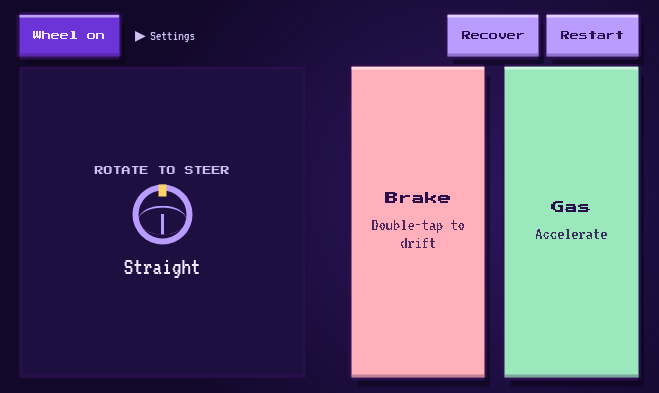 Wheel on
▶ Settings
Recover
Restart
ROTATE TO STEER
Straight
Brake
Double-tap to
drift
Gas
Accelerate